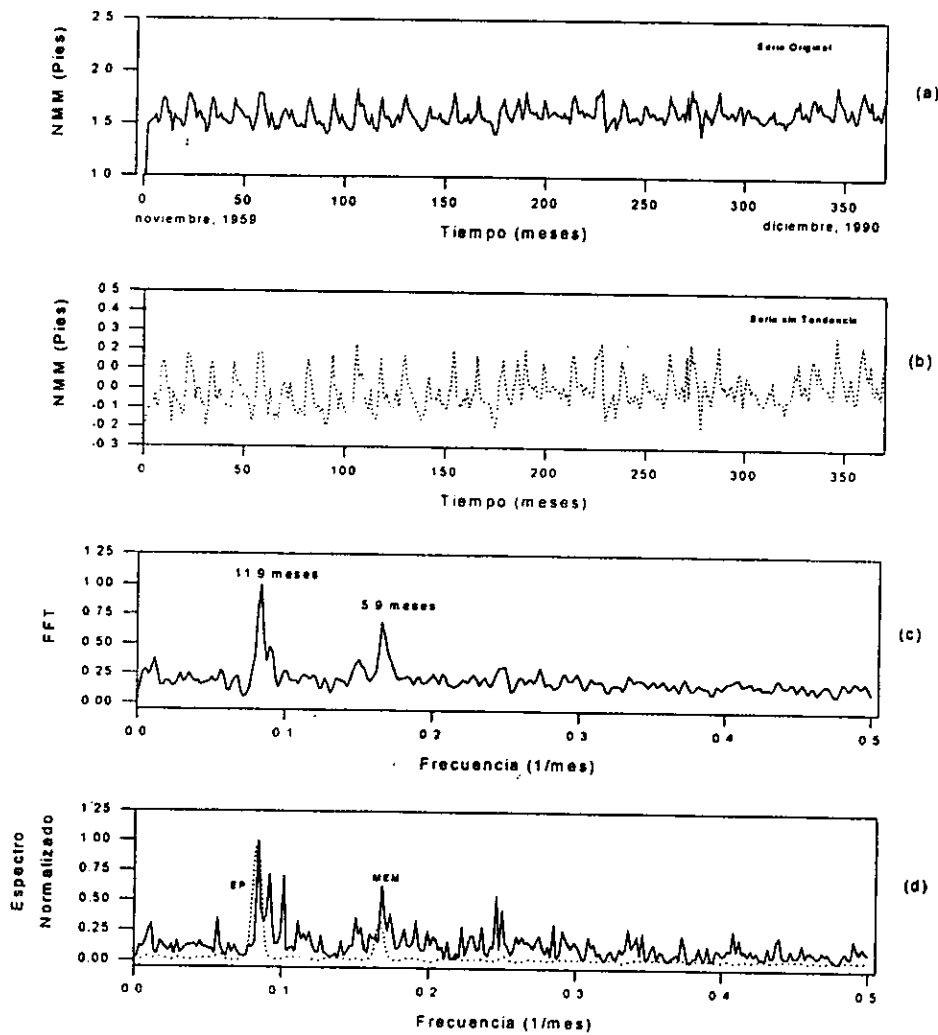 2 5
2 0
1 5
1 0
NMM (Pies)
Serie Original
(a)
0 50 100 150 200 250 300 350
noviembre, 1959
Tiempo (meses)
diciembre, 1990
0 5
0 3
0 2
0 1
0 0
-0 1
-0 2
-0 3
NMM (Pies)
Serie sin Tendencia
(b)
0 50 100 150 200 250 300 350
Tiempo (meses)
1 25
1 00
0 75
0 50
0 25
0 00
FFT
11 9 meses
5 9 meses
(c)
0 0 0 1 0 2 0 3 0 4 0 5
Frecuencia (1/mes)
1 25
1 00
0 75
0 50
0 25
0 00
Espectro
Normalizado
EP
MEM
(d)
0 0 0 1 0 2 0 3 0 4 0 5
Frecuencia (1/mes)